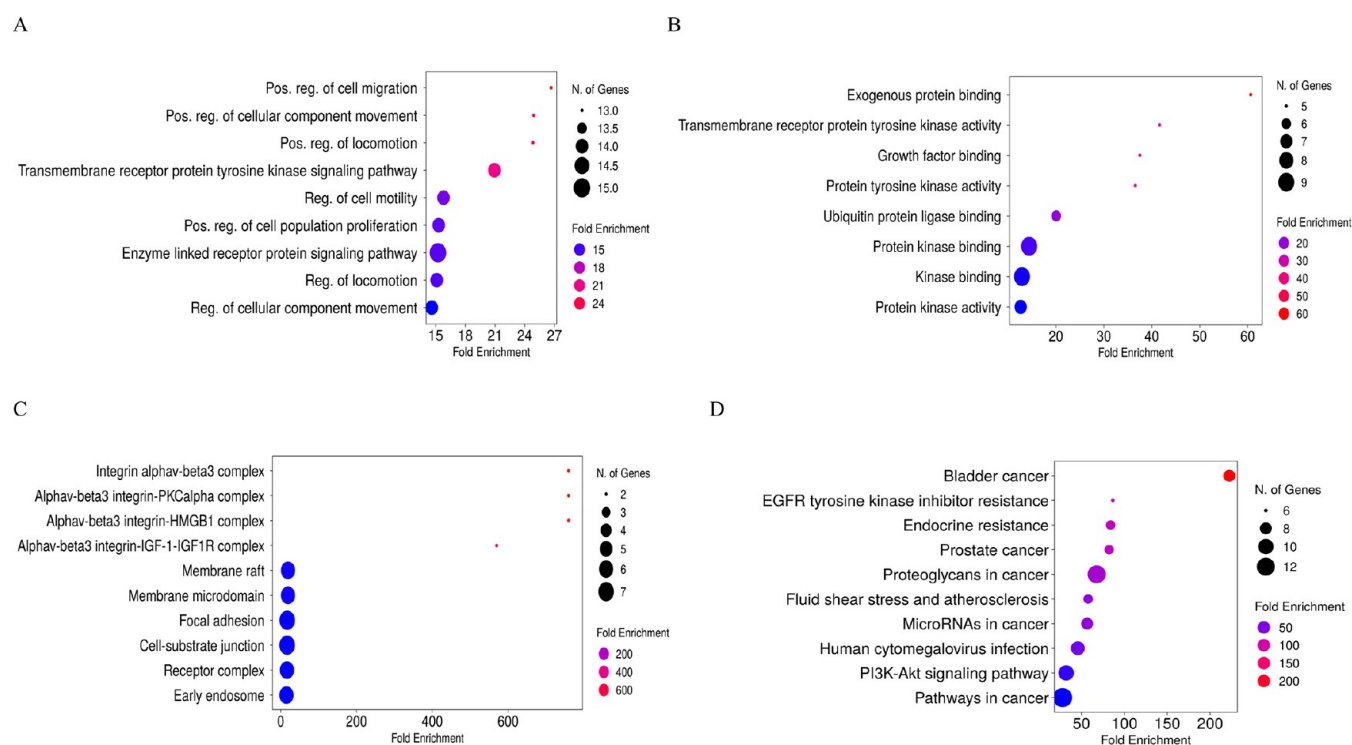 A
Pos. reg. of cell migration
Pos. reg. of cellular component movement
Pos. reg. of locomotion
Transmembrane receptor protein tyrosine kinase signaling pathway
Reg. of cell motility
Pos. reg. of cell population proliferation
Enzyme linked receptor protein signaling pathway
Reg. of locomotion
Reg. of cellular component movement
15 18 21 24 27
Fold Enrichment
N. of Genes
13.0
13.5
14.0
14.5
15.0
Fold Enrichment
15
18
21
24
B
Exogenous protein binding
Transmembrane receptor protein tyrosine kinase activity
Growth factor binding
Protein tyrosine kinase activity
Ubiquitin protein ligase binding
Protein kinase binding
Kinase binding
Protein kinase activity
20 30 40 50 60
Fold Enrichment
N. of Genes
5
6
7
8
9
Fold Enrichment
20
30
40
50
60
C
Integrin alphav-beta3 complex
Alphav-beta3 integrin-PKCalpha complex
Alphav-beta3 integrin-HMGB1 complex
Alphav-beta3 integrin-IGF-1-IGF1R complex
Membrane raft
Membrane microdomain
Focal adhesion
Cell-substrate junction
Receptor complex
Early endosome
0 200 400 600
Fold Enrichment
N. of Genes
2
3
4
5
6
7
Fold Enrichment
200
400
600
D
Bladder cancer
EGFR tyrosine kinase inhibitor resistance
Endocrine resistance
Prostate cancer
Proteoglycans in cancer
Fluid shear stress and atherosclerosis
MicroRNAs in cancer
Human cytomegalovirus infection
PI3K-Akt signaling pathway
Pathways in cancer
50 100 150 200
Fold Enrichment
N. of Genes
6
8
10
12
Fold Enrichment
50
100
150
200